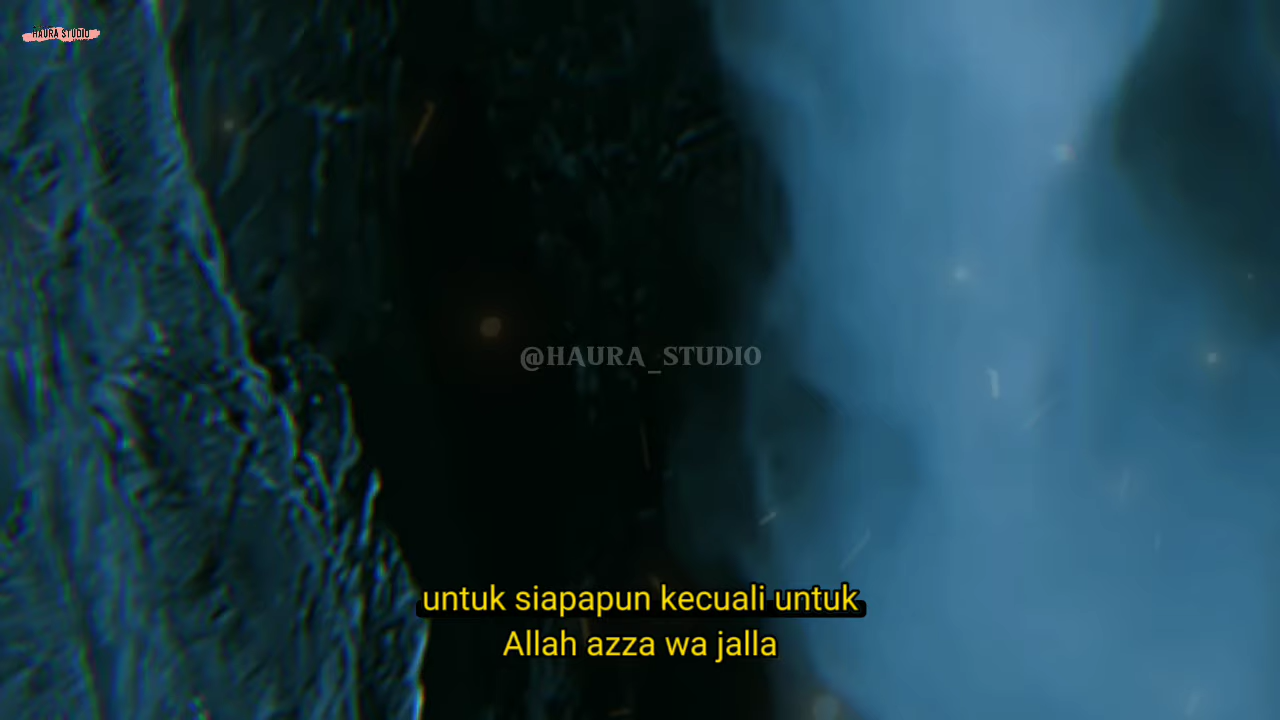 HAURA STUDIO
@HAURA_STUDIO
untuk siapapun kecuali untuk
Allah azza wa jalla